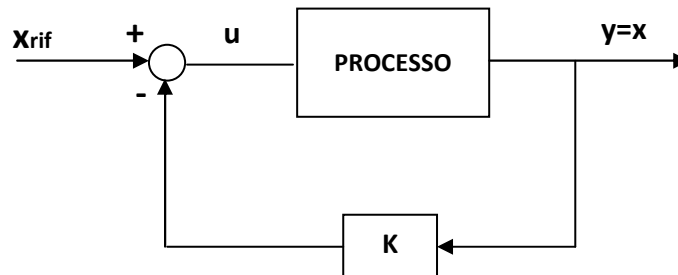 xrif
+
u
PROCESSO
y=x
-
K